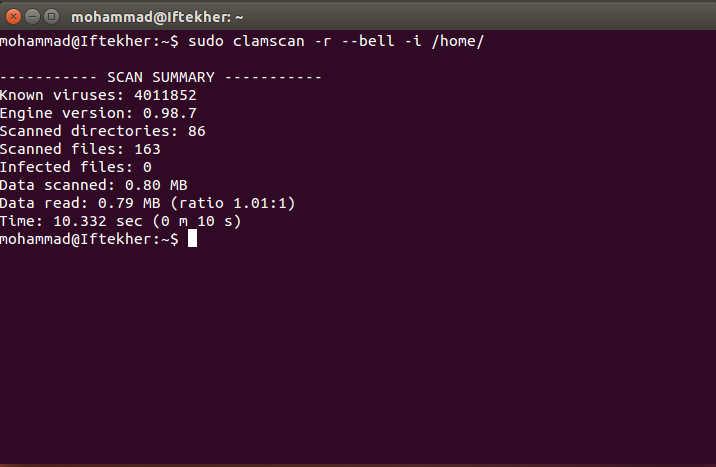 mohammad@Iftekher: ~
mohammad@Iftekher:~$ sudo clamscan -r --bell -i /home/
----------- SCAN SUMMARY -----------
Known viruses: 4011852
Engine version: 0.98.7
Scanned directories: 86
Scanned files: 163
Infected files: 0
Data scanned: 0.80 MB
Data read: 0.79 MB (ratio 1.01:1)
Time: 10.332 sec (0 m 10 s)
mohammad@Iftekher:~$